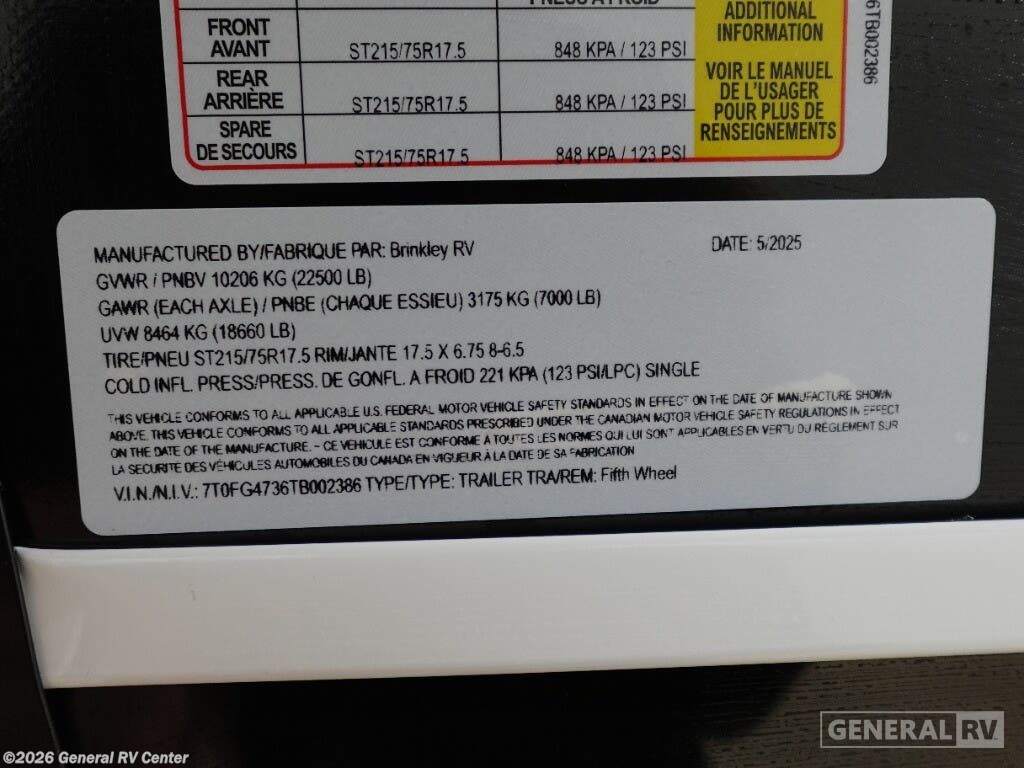 FRONT
AVANT
ST215/75R17.5
848 KPA / 123 PSI
REAR
ARRIÈRE
ST215/75R17.5
848 KPA / 123 PSI
SPARE
DE SECOURS
ST215/75R17.5
848 KPA / 123 PSI
ADDITIONAL
INFORMATION
VOIR LE MANUEL
DE L'USAGER
POUR PLUS DE
RENSEIGNEMENTS
6TB002386
MANUFACTURED BY/FABRIQUE PAR: Brinkley RV
DATE: 5/2025
GVWR / PNBV 10206 KG (22500 LB)
GAWR (EACH AXLE) / PNBE (CHAQUE ESSIEU) 3175 KG (7000 LB)
UVW 8464 KG (18660 LB)
TIRE/PNEU ST215/75R17.5 RIM/JANTE 17.5 X 6.75 8-6.5
COLD INFL. PRESS/PRESS. DE GONFL. A FROID 221 KPA (123 PSI/LPC) SINGLE
THIS VEHICLE CONFORMS TO ALL APPLICABLE U.S. FEDERAL MOTOR VEHICLE SAFETY STANDARDS IN EFFECT ON THE DATE OF MANUFACTURE SHOWN
ABOVE. THIS VEHICLE CONFORMS TO ALL APPLICABLE STANDARDS PRESCRIBED UNDER THE CANADIAN MOTOR VEHICLE SAFETY REGULATIONS IN EFFECT
ON THE DATE OF THE MANUFACTURE. - CE VEHICULE EST CONFORME A TOUTES LES NORMES QUI LUI SONT APPLICABLES EN VERTU DU REGLEMENT SUR
LA SECURITE DES VEHICULES AUTOMOBILES DU CANADA EN VIGUEUR À LA DATE DE SA FABRICATION
V.I.N./N.I.V.: 7T0FG4736TB002386 TYPE/TYPE: TRAILER TRA/REM: Fifth Wheel
GENERAL RV
©2026 General RV Center